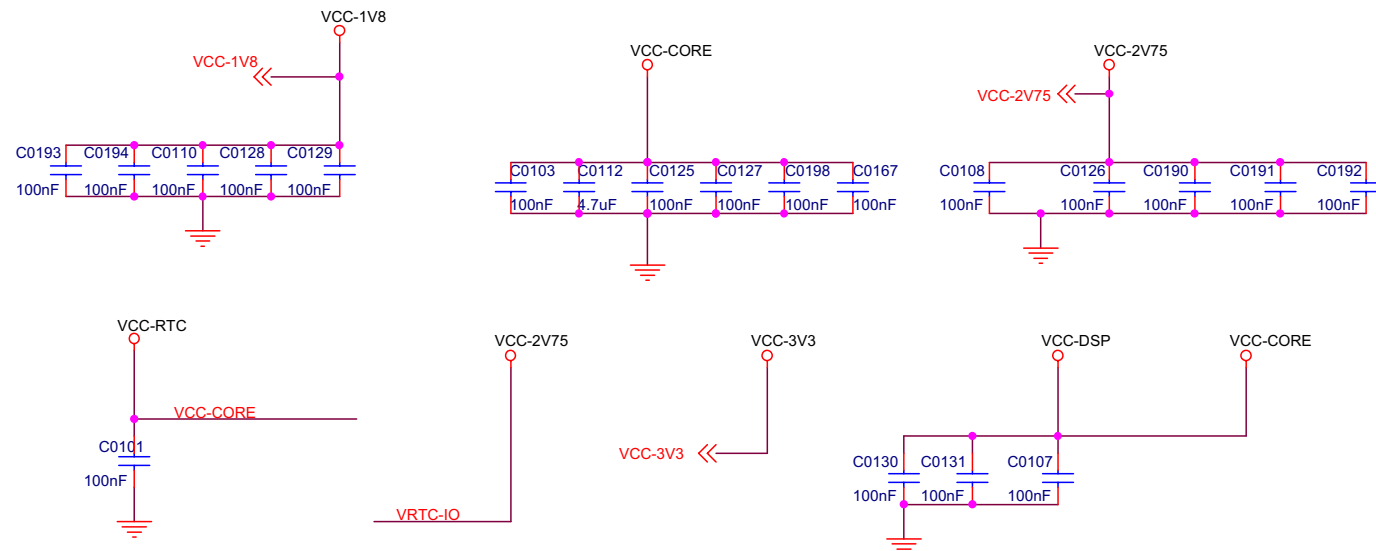 VCC-1V8
VCC-1V8
C0193 C0194 C0110 C0128 C0129
100nF 100nF 100nF 100nF 100nF
VCC-CORE
C0103 C0112 C0125 C0127 C0198 C0167
100nF 4.7uF 100nF 100nF 100nF 100nF
VCC-2V75
VCC-2V75
C0108 C0126 C0190 C0191 C0192
100nF 100nF 100nF 100nF 100nF
VCC-RTC
VCC-CORE
C0101
100nF
VCC-2V75
VRTC-IO
VCC-3V3
VCC-3V3
VCC-DSP VCC-CORE
C0130 C0131 C0107
100nF 100nF 100nF